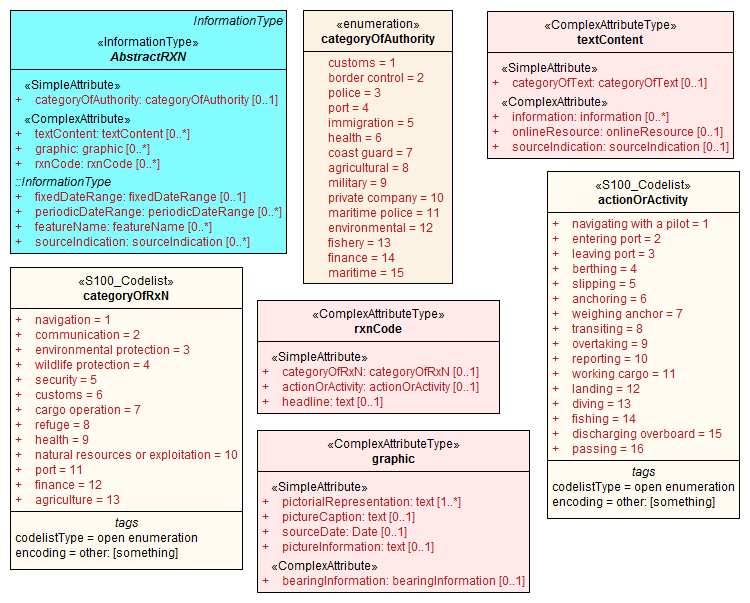 InformationType
«InformationType»
AbstractRXN
«SimpleAttribute»
+ categoryOfAuthority: categoryOfAuthority [0..1]
«ComplexAttribute»
+ textContent: textContent [0..*]
+ graphic: graphic [0..*]
+ rxnCode: rxnCode [0..*]
::InformationType
+ fixedDateRange: fixedDateRange [0..1]
+ periodicDateRange: periodicDateRange [0..*]
+ featureName: featureName [0..*]
+ sourceIndication: sourceIndication [0..*]
«enumeration»
categoryOfAuthority
customs = 1
border control = 2
police = 3
port = 4
immigration = 5
health = 6
coast guard = 7
agricultural = 8
military = 9
private company = 10
maritime police = 11
environmental = 12
fishery = 13
finance = 14
maritime = 15
«ComplexAttributeType»
textContent
«SimpleAttribute»
+ categoryOfText: categoryOfText [0..1]
«ComplexAttribute»
+ information: information [0..*]
+ onlineResource: onlineResource [0..1]
+ sourceIndication: sourceIndication [0..1]
«S100_Codelist»
actionOrActivity
+ navigating with a pilot = 1
+ entering port = 2
+ leaving port = 3
+ berthing = 4
+ slipping = 5
+ anchoring = 6
+ weighing anchor = 7
+ transiting = 8
+ overtaking = 9
+ reporting = 10
+ working cargo = 11
+ landing = 12
+ diving = 13
+ fishing = 14
+ discharging overboard = 15
+ passing = 16
tags
codelistType = open enumeration
encoding = other: [something]
«S100_Codelist»
categoryOfRxN
+ navigation = 1
+ communication = 2
+ environmental protection = 3
+ wildlife protection = 4
+ security = 5
+ customs = 6
+ cargo operation = 7
+ refuge = 8
+ health = 9
+ natural resources or exploitation = 10
+ port = 11
+ finance = 12
+ agriculture = 13
tags
codelistType = open enumeration
encoding = other: [something]
«ComplexAttributeType»
rxnCode
«SimpleAttribute»
+ categoryOfRxN: categoryOfRxN [0..1]
+ actionOrActivity: actionOrActivity [0..1]
+ headline: text [0..1]
«ComplexAttributeType»
graphic
«SimpleAttribute»
+ pictorialRepresentation: text [1..*]
+ pictureCaption: text [0..1]
+ sourceDate: Date [0..1]
+ pictureInformation: text [0..1]
«ComplexAttribute»
+ bearingInformation: bearingInformation [0..1]